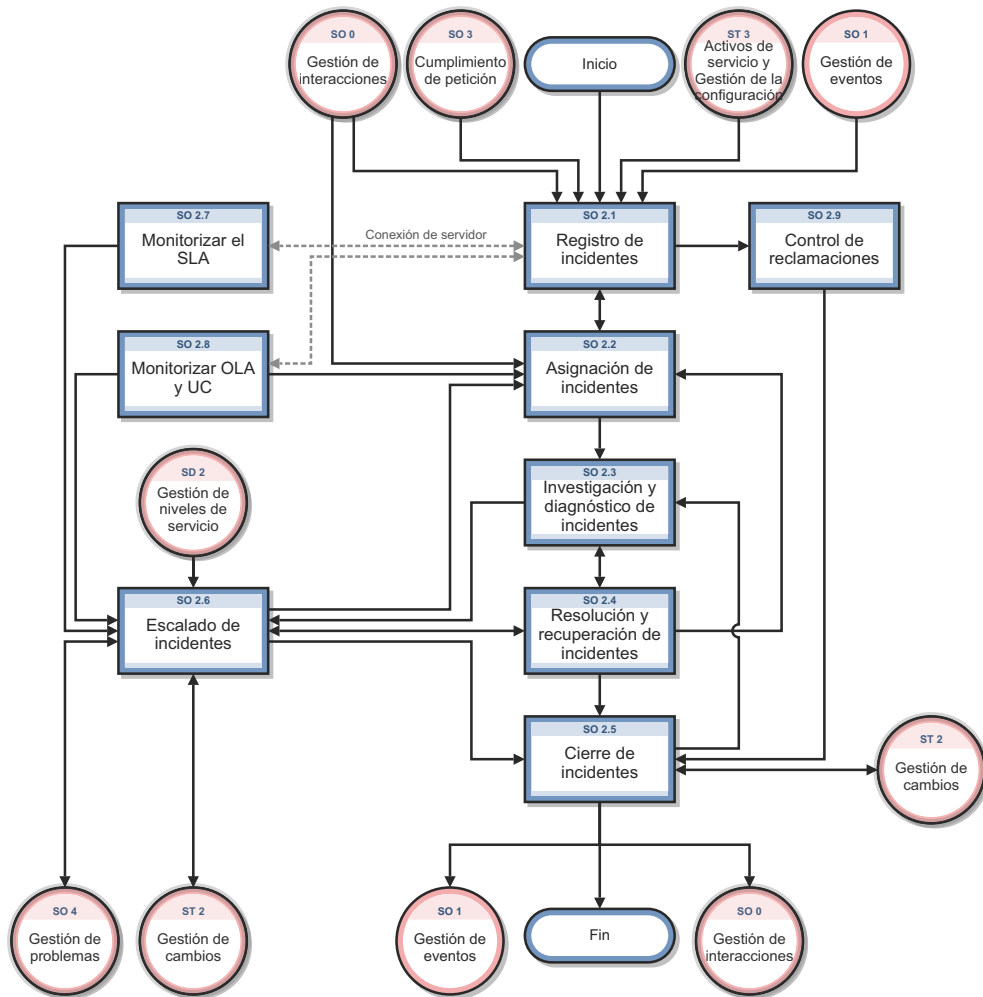 SO 0
Gestión de
interacciones
SO 3
Cumplimiento
de petición
Inicio
ST 3
Activos de
servicio y
Gestión de la
configuración
SO 1
Gestión de
eventos
SO 2.7
Monitorizar el
SLA
Conexión de servidor
SO 2.1
Registro de
incidentes
SO 2.9
Control de
reclamaciones
SO 2.8
Monitorizar OLA
y UC
SO 2.2
Asignación de
incidentes
SD 2
Gestión de
niveles de
servicio
SO 2.3
Investigación y
diagnóstico de
incidentes
SO 2.6
Escalado de
incidentes
SO 2.4
Resolución y
recuperación de
incidentes
SO 2.5
Cierre de
incidentes
ST 2
Gestión de
cambios
SO 4
Gestión de
problemas
ST 2
Gestión de
cambios
SO 1
Gestión de
eventos
Fin
SO 0
Gestión de
interacciones